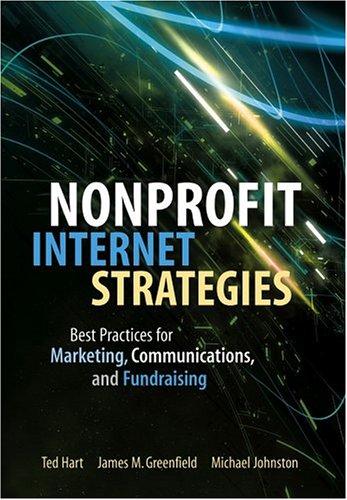 NONPROFIT
INTERNET
STRATEGIES
Best Practices for
Marketing, Communications,
and Fundraising
Ted Hart James M. Greenfield Michael Johnston